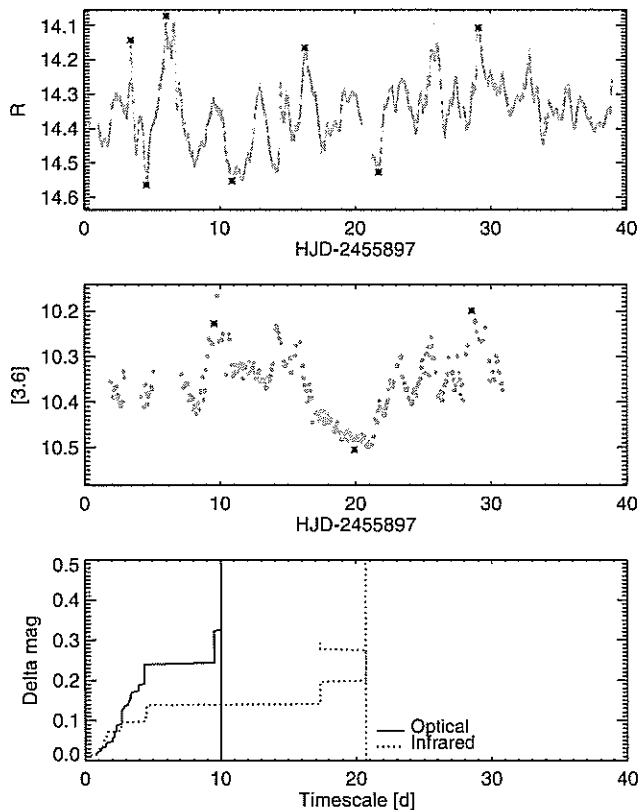 14.1
14.2
14.3
14.4
14.5
14.6
R
0 10 20 30 40
HJD-2455897
10.2
10.3
10.4
10.5
[3.6]
0 10 20 30 40
HJD-2455897
0.5
0.4
0.3
0.2
0.1
0.0
Delta mag
Optical
Infrared
0 10 20 30 40
Timescale [d]